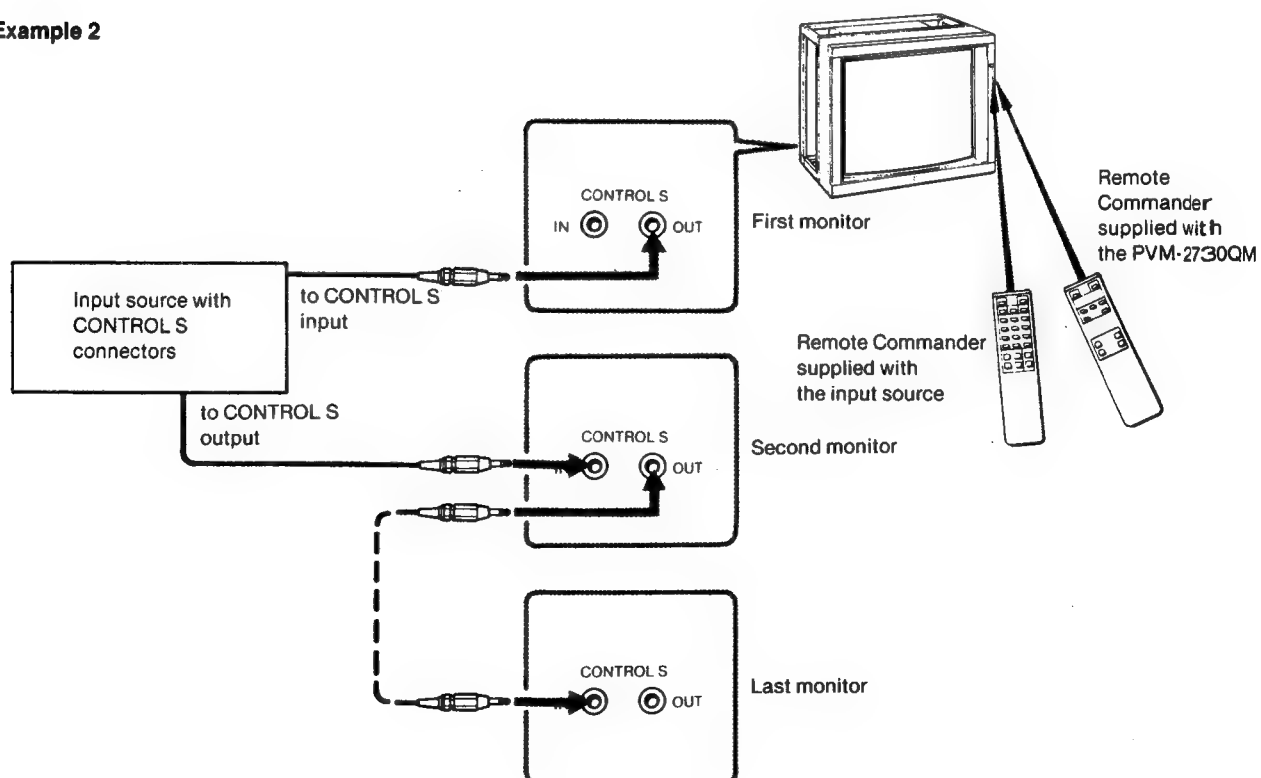 Example 2
CONTROL S
IN
OUT
First monitor
Remote
Commander
supplied with
the PVM-2730QM
Input source with
CONTROL S
connectors
to CONTROL S
input
Remote Commander
supplied with
the input source
to CONTROL S
output
CONTROL S
IN
OUT
Second monitor
CONTROL S
IN
OUT
Last monitor